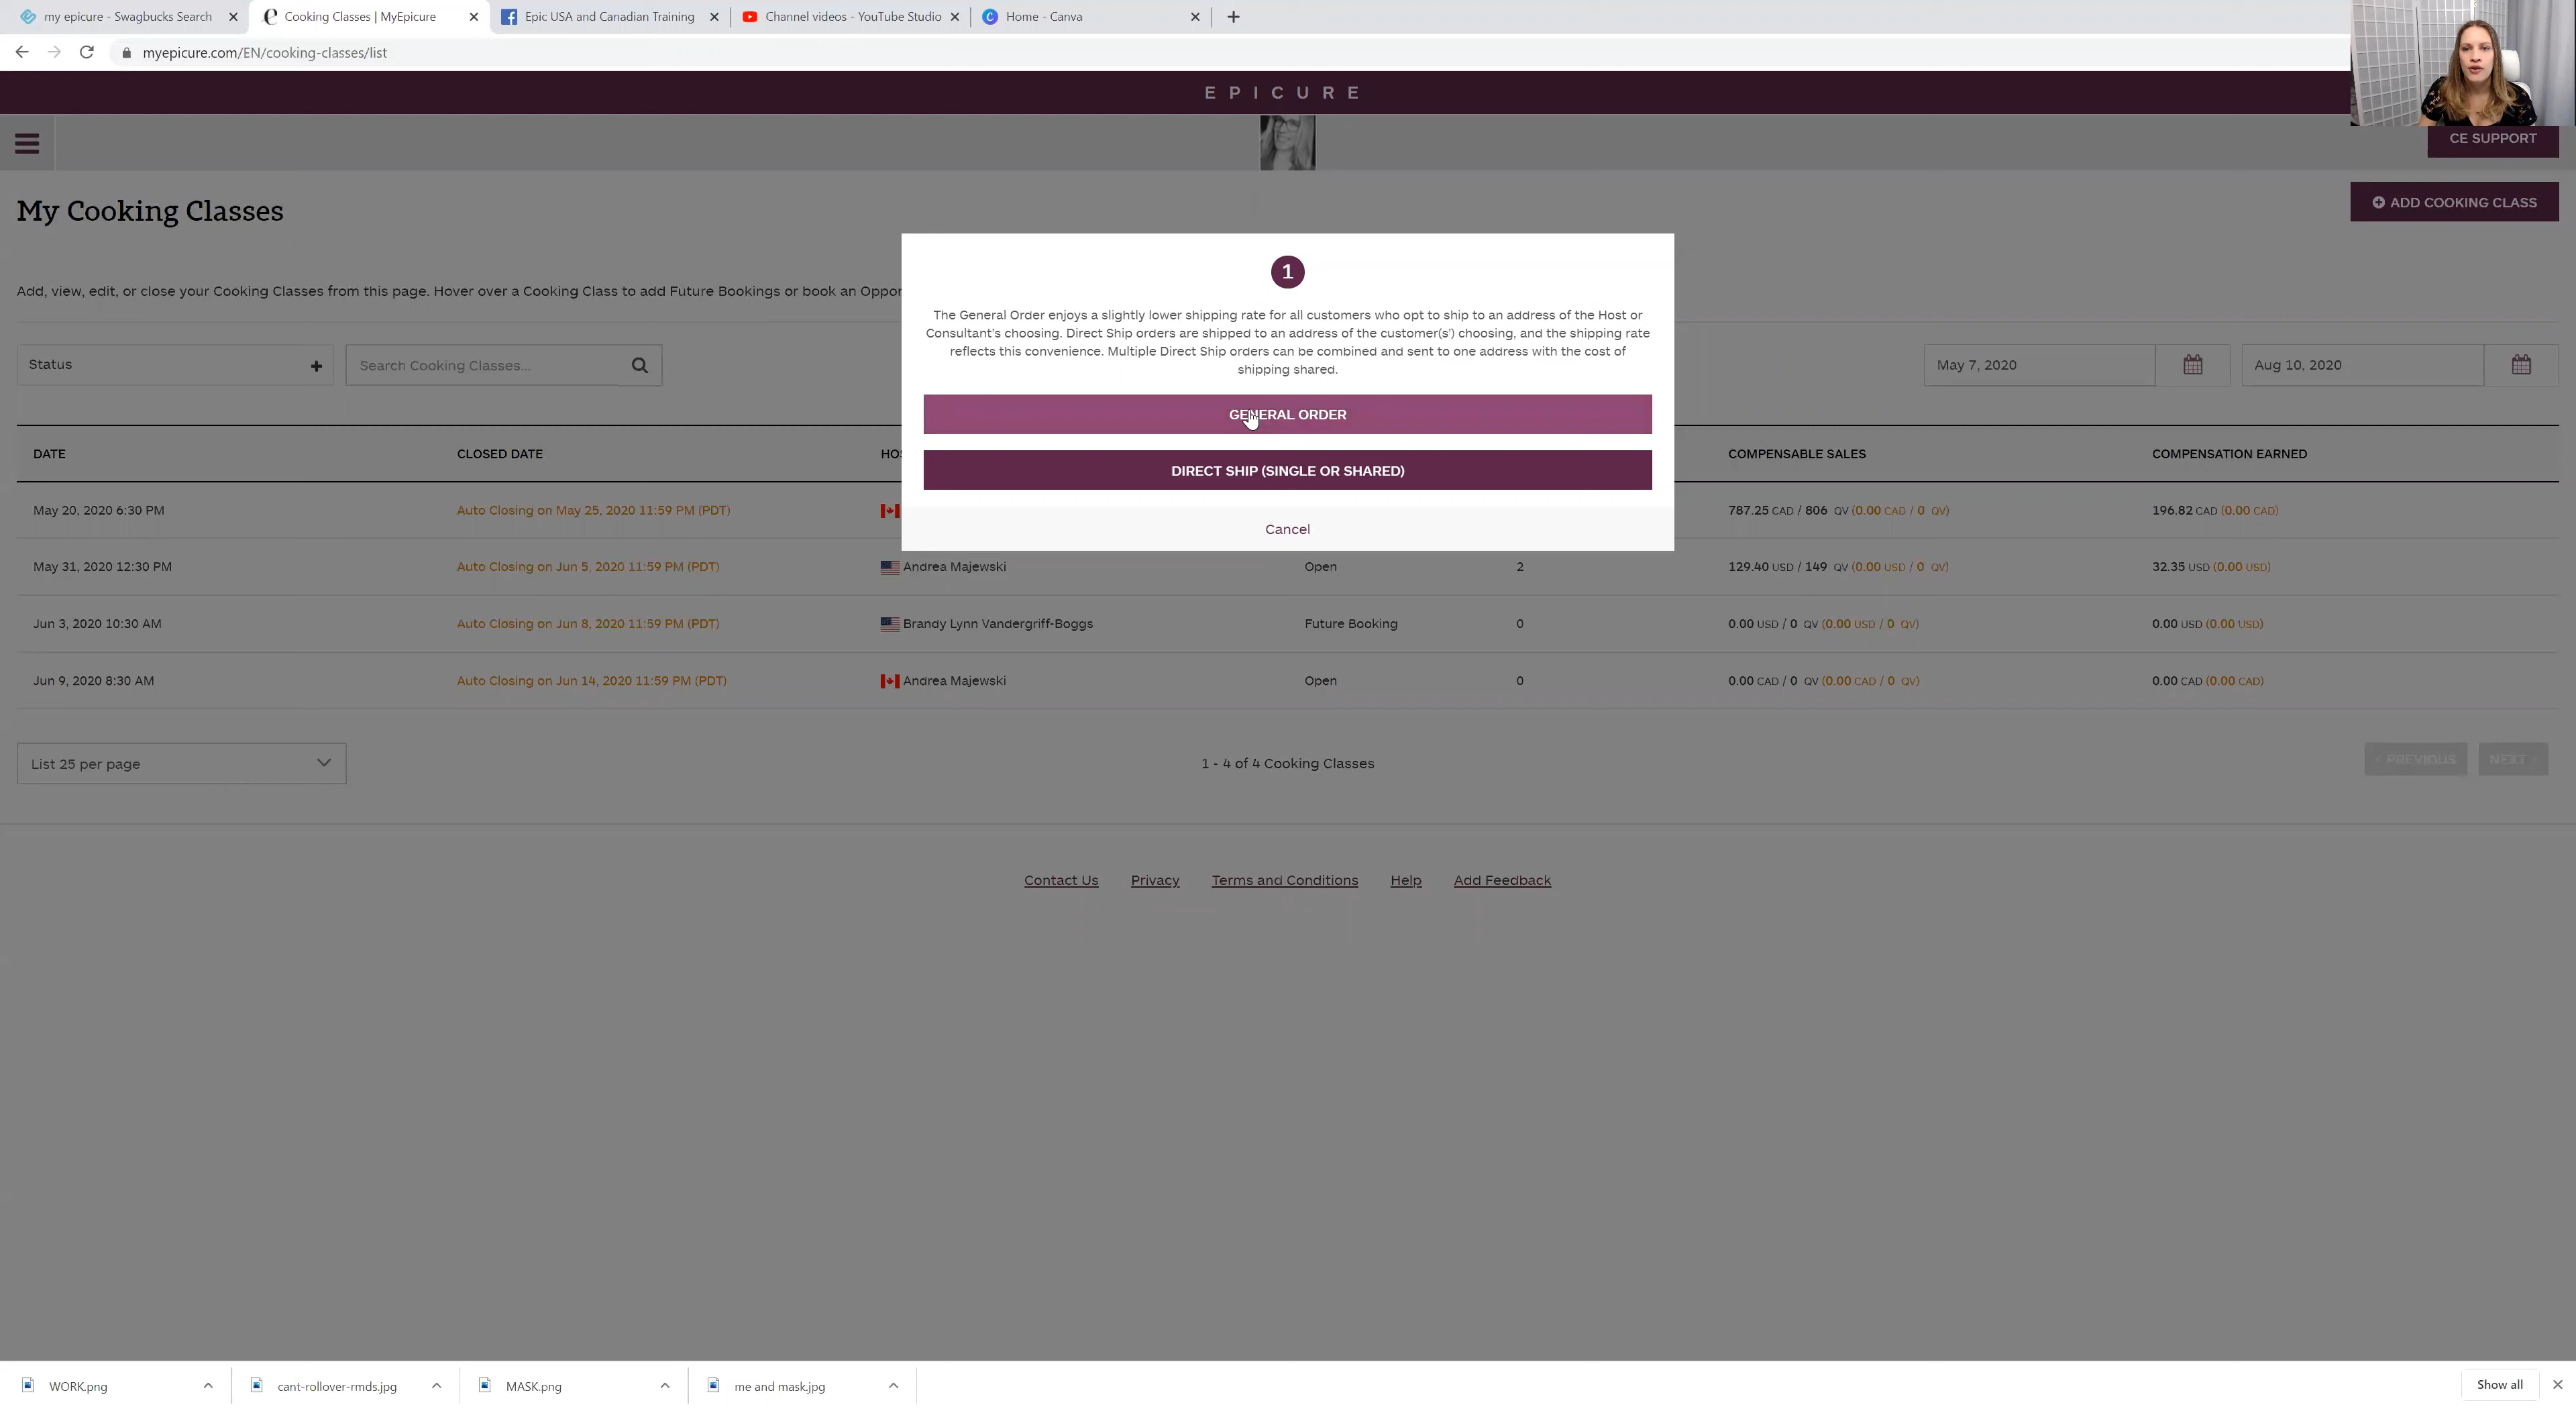 my epicure - Swagbucks Search
Cooking Classes | MyEpicure
Epic USA and Canadian Training
Channel videos - YouTube Studio
Home - Canva
myepicure.com/EN/cooking-classes/list
EPICURE
CE SUPPORT
My Cooking Classes
ADD COOKING CLASS
1
Add, view, edit, or close your Cooking Classes from this page. Hover over a Cooking Class to add Future Bookings or book an
The General Order enjoys a slightly lower shipping rate for all customers who opt to ship to an address of the Host or
Consultant's choosing. Direct Ship orders are shipped to an address of the customer(s') choosing, and the shipping rate
reflects this convenience. Multiple Direct Ship orders can be combined and sent to one address with the cost of
shipping shared.
GENERAL ORDER
DIRECT SHIP (SINGLE OR SHARED)
Cancel
Status
Search Cooking Classes...
May 7, 2020
Aug 10, 2020
DATE CLOSED DATE COMPENSABLE SALES COMPENSATION EARNED
May 20, 2020 6:30 PM Auto Closing on May 25, 2020 11:59 PM (PDT) 787.25 CAD / 806 QV (0.00 CAD / 0 QV) 196.82 CAD (0.00 CAD)
May 31, 2020 12:30 PM Auto Closing on Jun 5, 2020 11:59 PM (PDT) Andrea Majewski Open 2 129.40 USD / 149 QV (0.00 USD / 0 QV) 32.35 USD (0.00 USD)
Jun 3, 2020 10:30 AM Auto Closing on Jun 8, 2020 11:59 PM (PDT) Brandy Lynn Vandergriff-Boggs Future Booking 0 0.00 USD / 0 QV (0.00 USD / 0 QV) 0.00 USD (0.00 USD)
Jun 9, 2020 8:30 AM Auto Closing on Jun 14, 2020 11:59 PM (PDT) Andrea Majewski Open 0 0.00 CAD / 0 QV (0.00 CAD / 0 QV) 0.00 CAD (0.00 CAD)
List 25 per page
1 - 4 of 4 Cooking Classes
PREVIOUS
NEXT
Contact Us Privacy Terms and Conditions Help Add Feedback
WORK.png
cant-rollover-rmds.jpg
MASK.png
me and mask.jpg
Show all